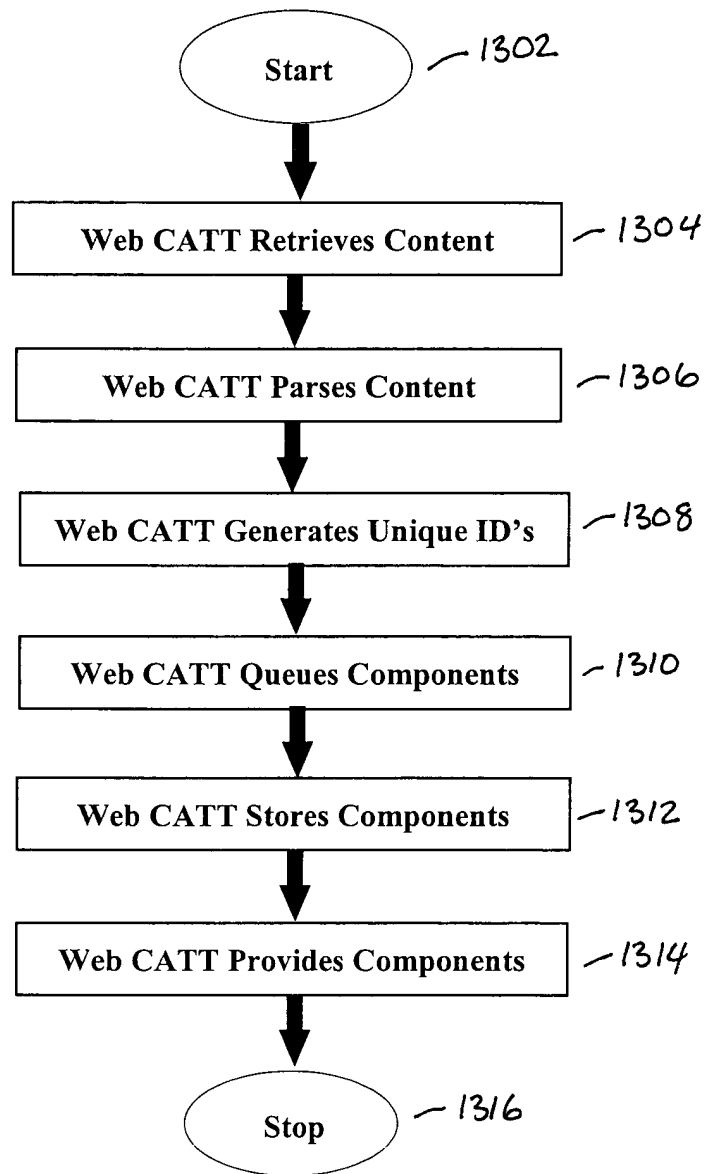 Start
1302
Web CATT Retrieves Content
1304
Web CATT Parses Content
1306
Web CATT Generates Unique ID's
1308
Web CATT Queues Components
1310
Web CATT Stores Components
1312
Web CATT Provides Components
1314
Stop
1316